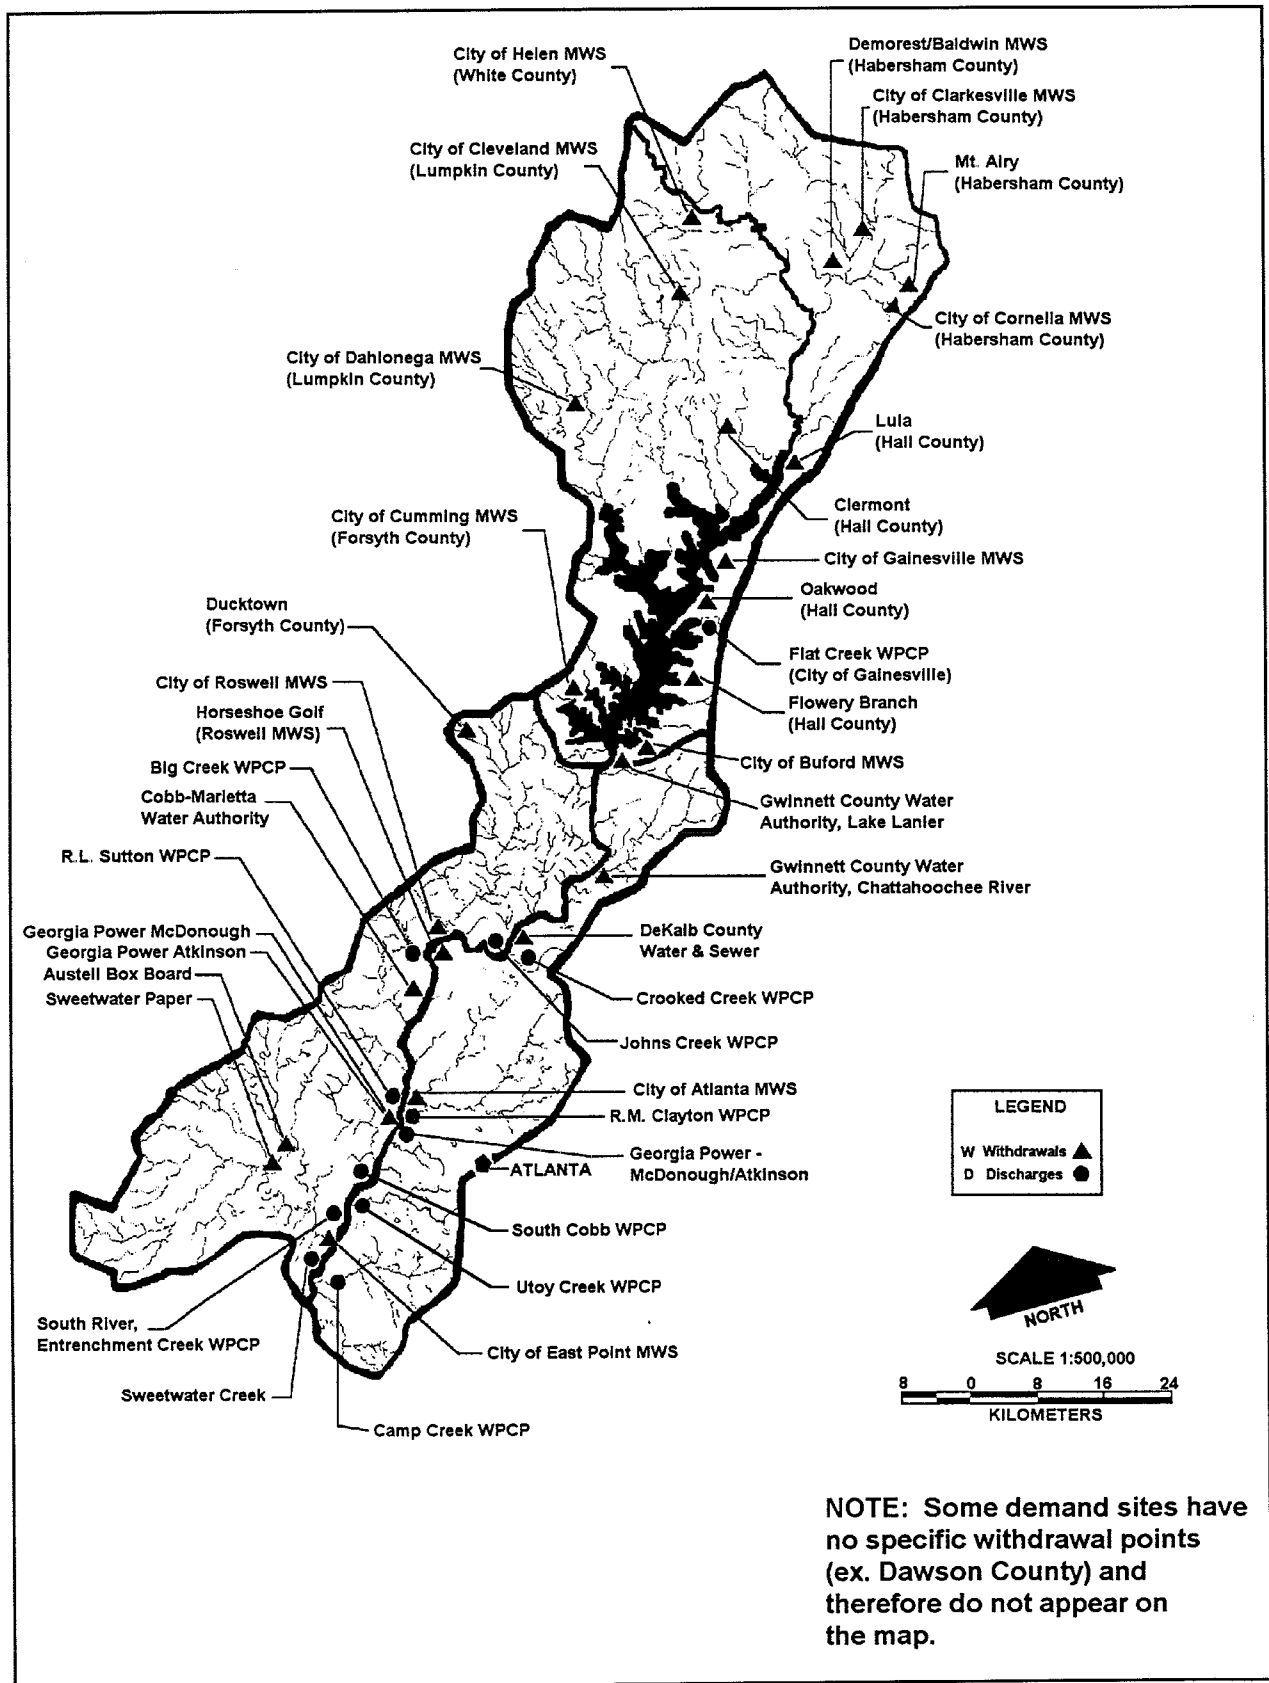 City of Helen MWS
(White County)
Demorest/Baldwin MWS
(Habersham County)
City of Clarkesville MWS
(Habersham County)
City of Cleveland MWS
(Lumpkin County)
Mt. Airy
(Habersham County)
City of Cornelia MWS
(Habersham County)
City of Dahlonega MWS
(Lumpkin County)
Lula
(Hall County)
Clermont
(Hall County)
City of Cumming MWS
(Forsyth County)
City of Gainesville MWS
Oakwood
(Hall County)
Ducktown
(Forsyth County)
Flat Creek WPCP
(City of Gainesville)
City of Roswell MWS
Flowery Branch
(Hall County)
Horseshoe Golf
(Roswell MWS)
City of Buford MWS
Big Creek WPCP
Cobb-Marietta
Water Authority
Gwinnett County Water
Authority, Lake Lanier
R.L. Sutton WPCP
Gwinnett County Water
Authority, Chattahoochee River
Georgia Power McDonough
Georgia Power Atkinson
Austell Box Board
Sweetwater Paper
DeKalb County
Water & Sewer
Crooked Creek WPCP
Johns Creek WPCP
City of Atlanta MWS
R.M. Clayton WPCP
Georgia Power -
McDonough/Atkinson
ATLANTA
South Cobb WPCP
Utoy Creek WPCP
South River,
Entrenchment Creek WPCP
City of East Point MWS
Sweetwater Creek
Camp Creek WPCP
LEGEND
W Withdrawals
D Discharges
NORTH
SCALE 1:500,000
8 0 8 16 24
KILOMETERS
NOTE: Some demand sites have
no specific withdrawal points
(ex. Dawson County) and
therefore do not appear on
the map.